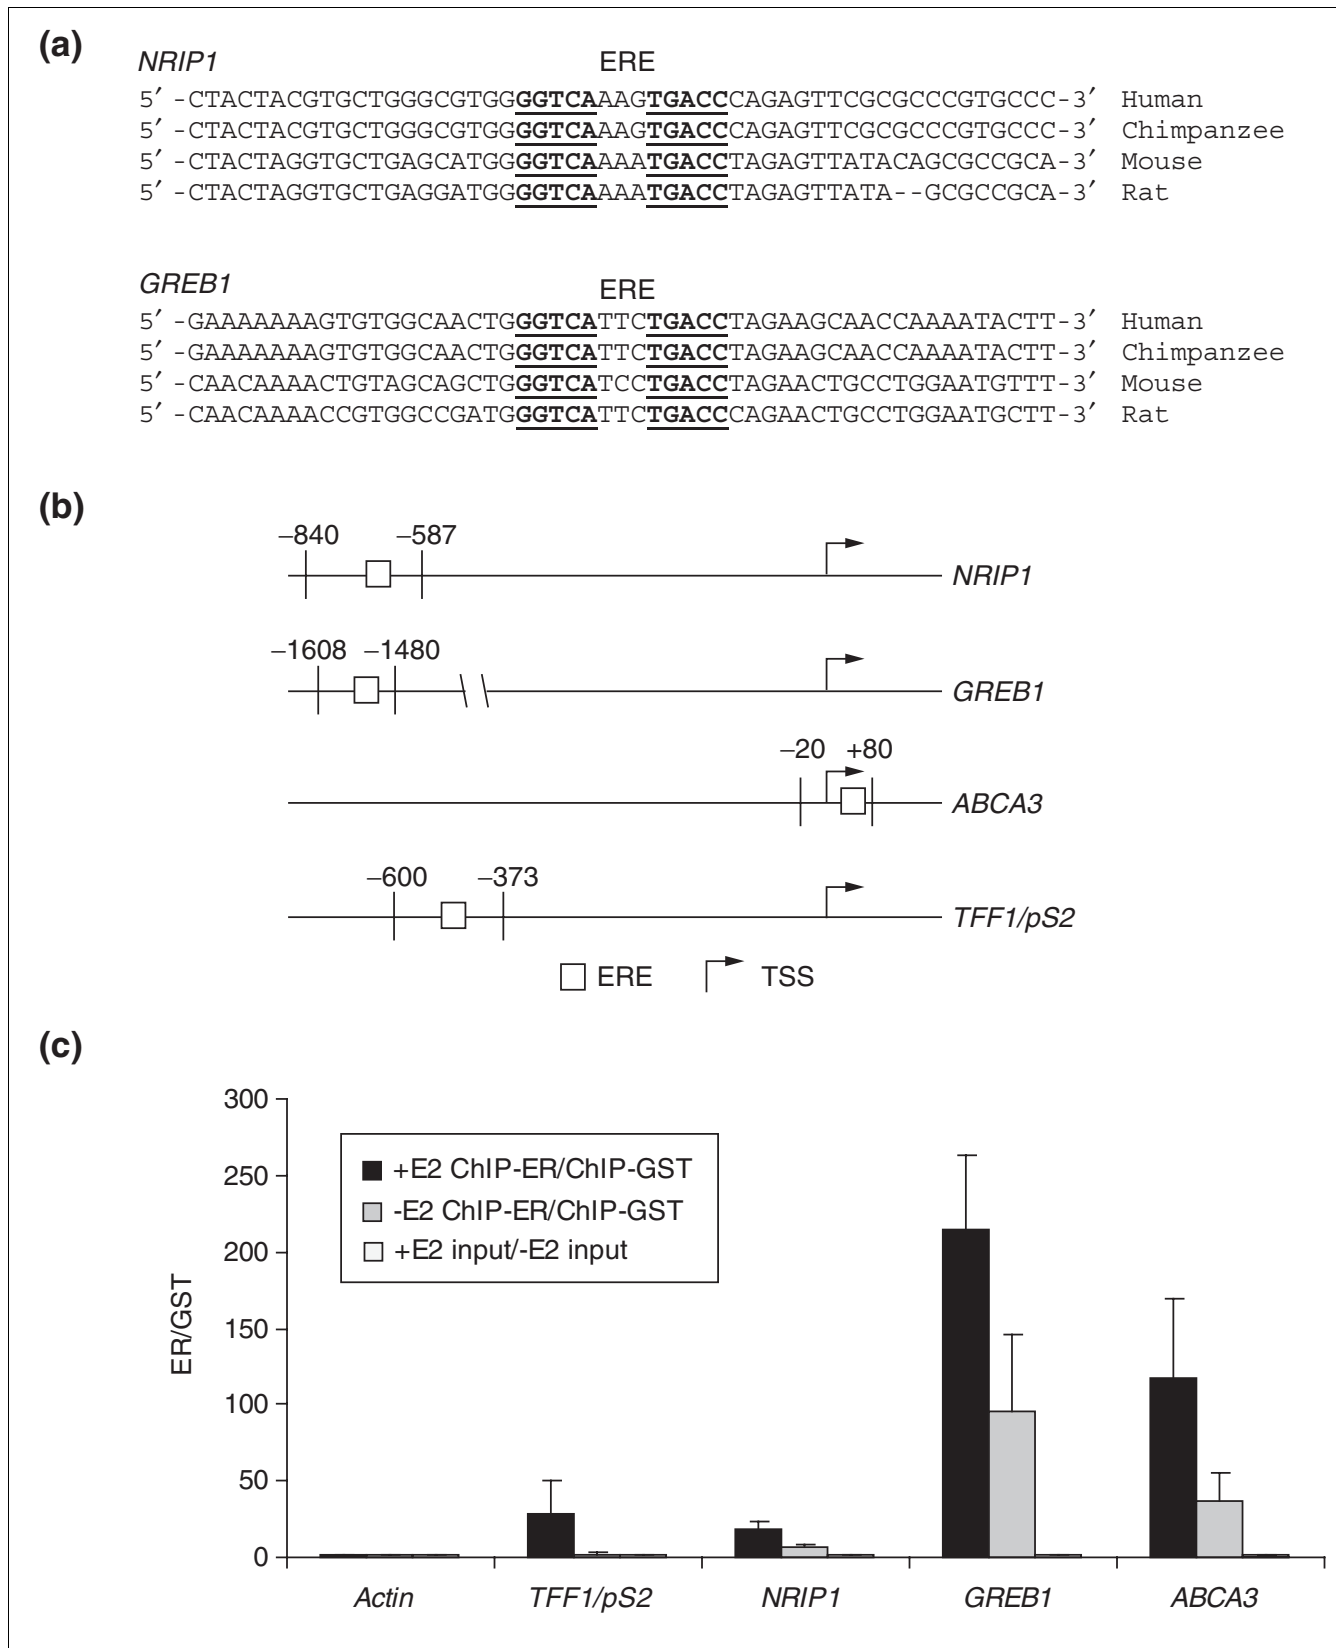 (a)
NRIP1 ERE
5′ -CTACTACGTGCTGGGCGTGGGGTCAAAGTGACCCAGAGTTCGCGCCCGTGCCC-3′ Human
5′ -CTACTACGTGCTGGGCGTGGGGTCAAAGTGACCCAGAGTTCGCGCCCGTGCCC-3′ Chimpanzee
5′ -CTACTAGGTGCTGAGCATGGGGTCAAAATGACCTAGAGTTATACAGCGCCGCA-3′ Mouse
5′ -CTACTAGGTGCTGAGGATGGGGTCAAAATGACCTAGAGTTATA--GCGCCGCA-3′ Rat
GREB1 ERE
5′ -GAAAAAAAGTGTGGCAACTGGGTCATTCTGACCTAGAAGCAACCAAAATACTT-3′ Human
5′ -GAAAAAAAGTGTGGCAACTGGGTCATTCTGACCTAGAAGCAACCAAAATACTT-3′ Chimpanzee
5′ -CAACAAAACTGTAGCAGCTGGGTCATCCTGACCTAGAACTGCCTGGAATGTTT-3′ Mouse
5′ -CAACAAAACCGTGGCCGATGGGTCATTCTGACCCAGAACTGCCTGGAATGCTT-3′ Rat
(b)
−840 −587
NRIP1
−1608 −1480
GREB1
−20 +80
ABCA3
−600 −373
TFF1/pS2
ERE TSS
(c)
300
250
200
150
100
50
0
ER/GST
+E2 ChIP-ER/ChIP-GST
-E2 ChIP-ER/ChIP-GST
+E2 input/-E2 input
Actin TFF1/pS2 NRIP1 GREB1 ABCA3